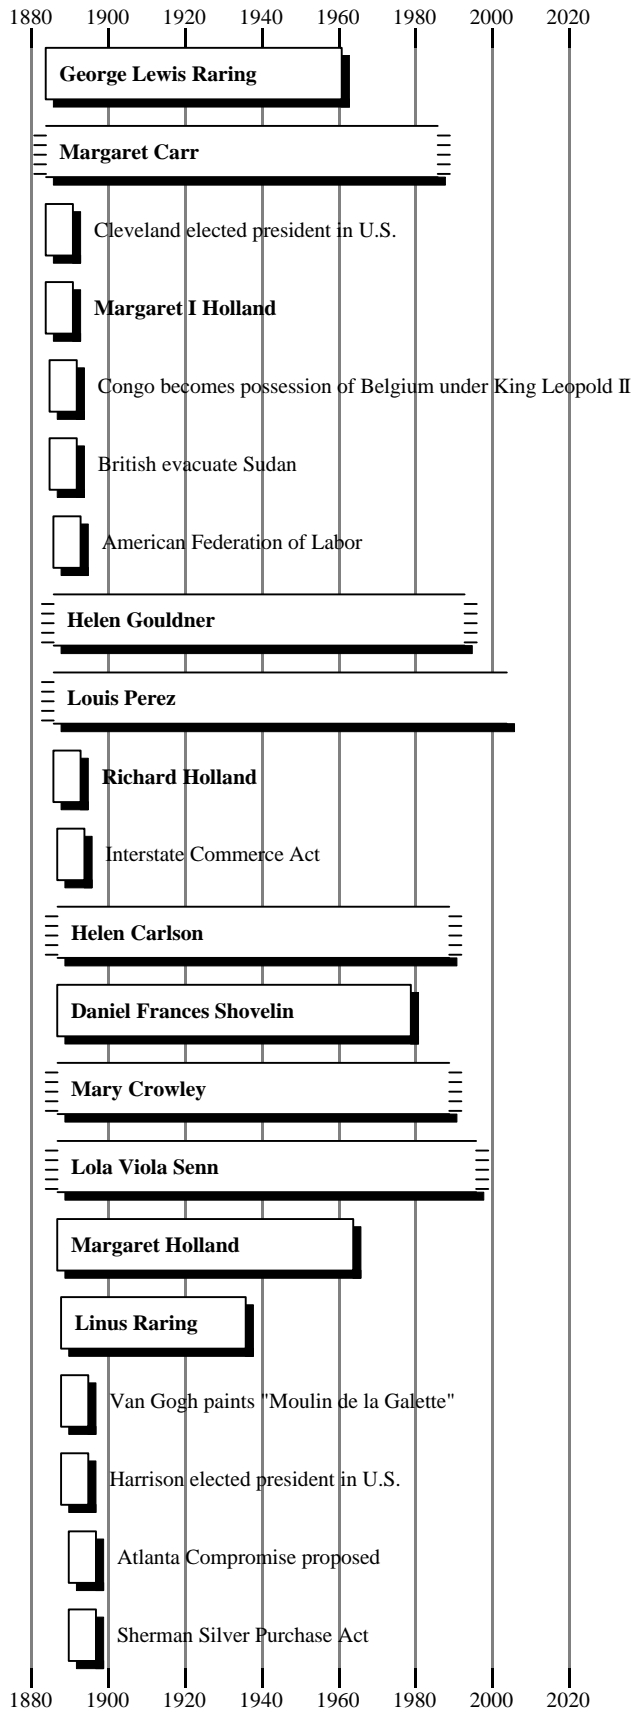 1880 1900 1920 1940 1960 1980 2000 2020
George Lewis Raring
Margaret Carr
Cleveland elected president in U.S.
Margaret I Holland
Congo becomes possession of Belgium under King Leopold II
British evacuate Sudan
American Federation of Labor
Helen Gouldner
Louis Perez
Richard Holland
Interstate Commerce Act
Helen Carlson
Daniel Frances Shovelin
Mary Crowley
Lola Viola Senn
Margaret Holland
Linus Raring
Van Gogh paints "Moulin de la Galette"
Harrison elected president in U.S.
Atlanta Compromise proposed
Sherman Silver Purchase Act
1880 1900 1920 1940 1960 1980 2000 2020